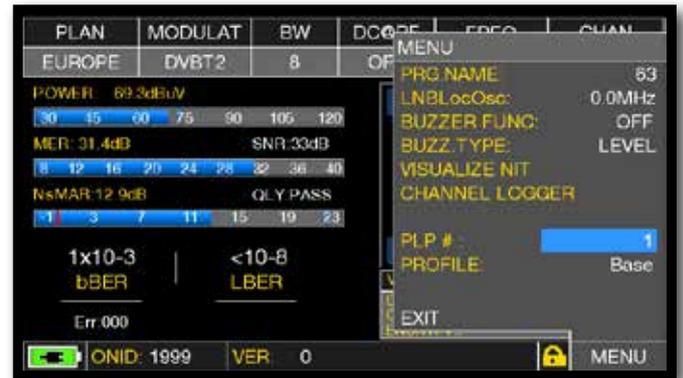 PLAN MODULAT BW
EUROPE DVBT2 8
POWER: 69.3dBuV
30 45 60 75 90 105 120
MER: 31.4dB SNR:33dB
8 12 16 20 24 28 32 36 40
NsMAR:12.9dB QLY:PASS
-1 3 7 11 15 19 23
1x10-3 <10-8
bBER LBER
Err:000
ONID: 1999 VER 0
MENU
PRG NAME 63
LNBLocOsc: 0.0MHz
BUZZER FUNC: OFF
BUZZ.TYPE: LEVEL
VISUALIZE NIT
CHANNEL LOGGER
PLP # : 1
PROFILE: Base
EXIT
MENU